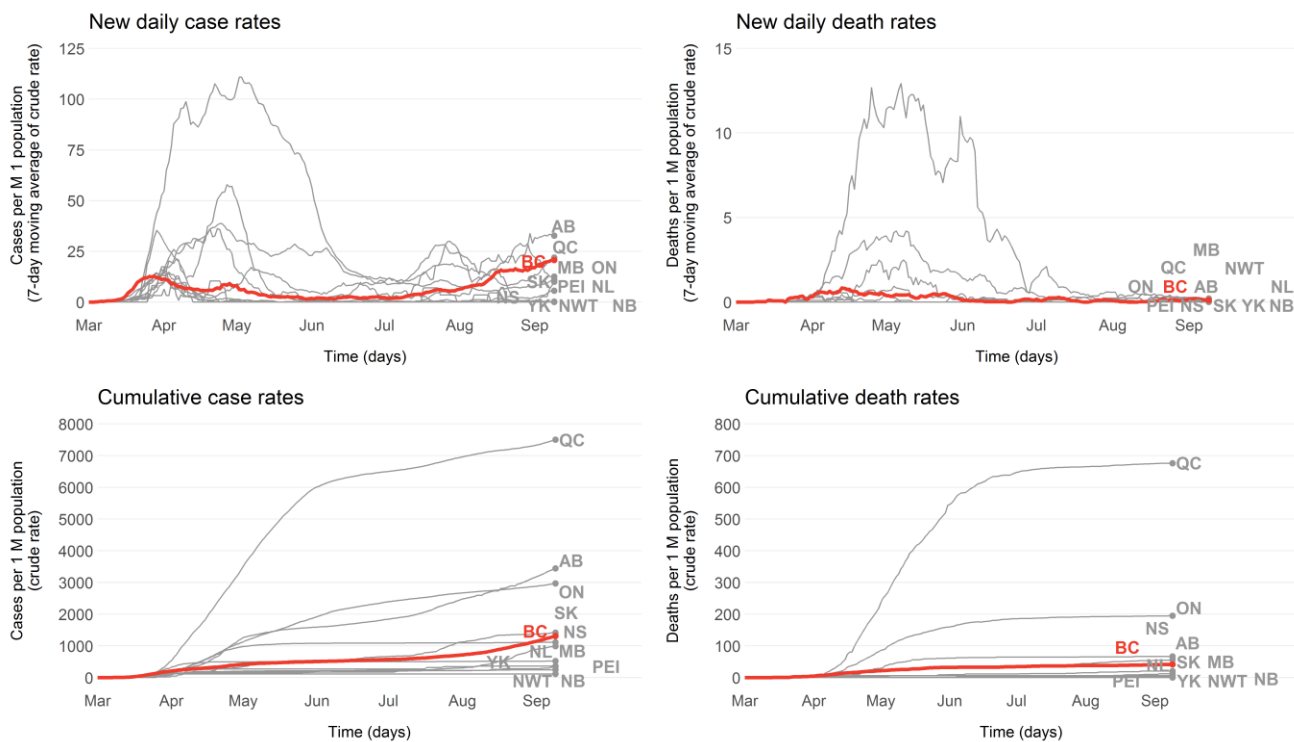 New daily case rates
Cases per M 1 population
(7-day moving average of crude rate)
125
100
75
50
25
0
Mar Apr May Jun Jul Aug Sep
Time (days)
AB
QC
BC
MB ON
SK PEI NL
NS
YK NWT NB
New daily death rates
Deaths per 1 M population
(7-day moving average of crude rate)
15
10
5
0
Mar Apr May Jun Jul Aug Sep
Time (days)
MB
QC NWT
ON BC AB NL
PEI NS SK YK NB
Cumulative case rates
Cases per 1 M population
(crude rate)
8000
7000
6000
5000
4000
3000
2000
1000
0
Mar Apr May Jun Jul Aug Sep
Time (days)
QC
AB
ON
SK
BC NS
NL MB
YK PEI
NWT NB
Cumulative death rates
Deaths per 1 M population
(crude rate)
800
700
600
500
400
300
200
100
0
Mar Apr May Jun Jul Aug Sep
Time (days)
QC
ON
NS
BC AB
NL SK MB
PEI YK NWT NB